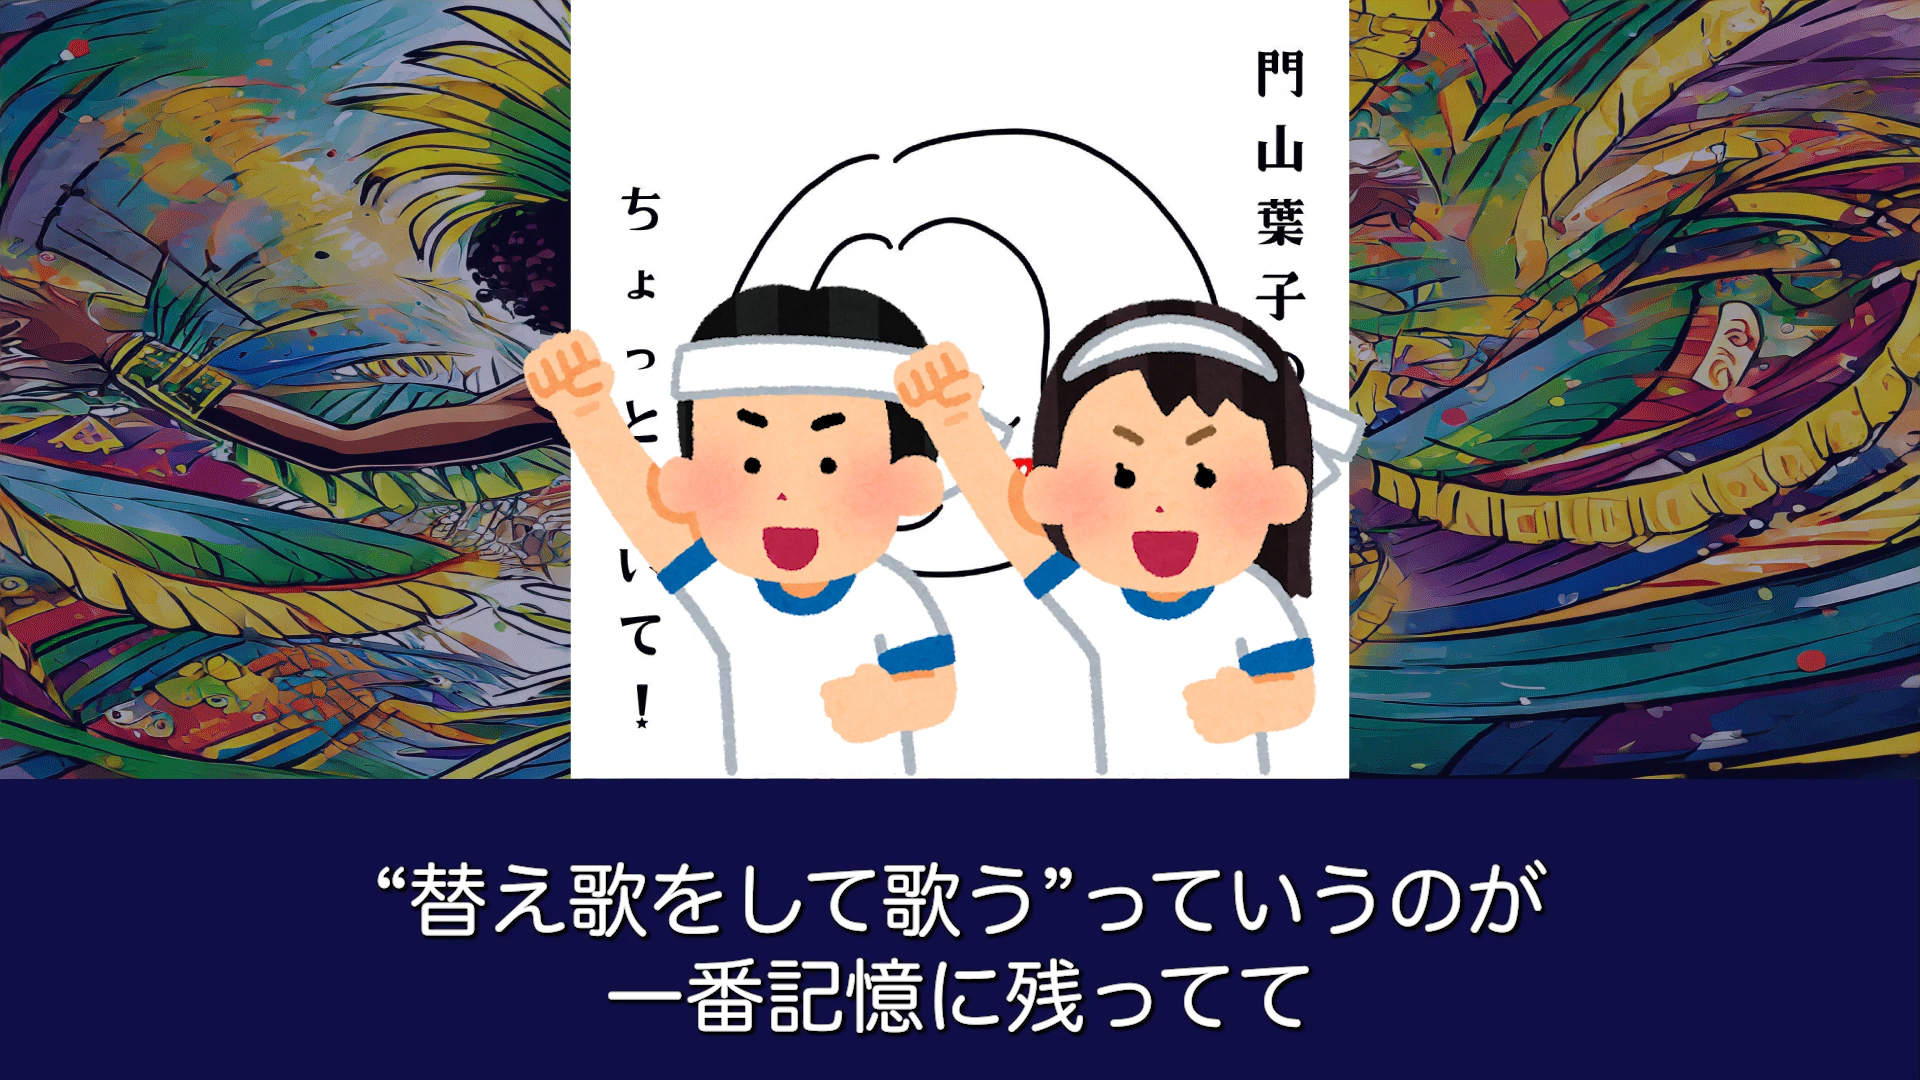 門山葉子の
ちょっと いて!
“替え歌をして歌う”っていうのが
一番記憶に残ってて